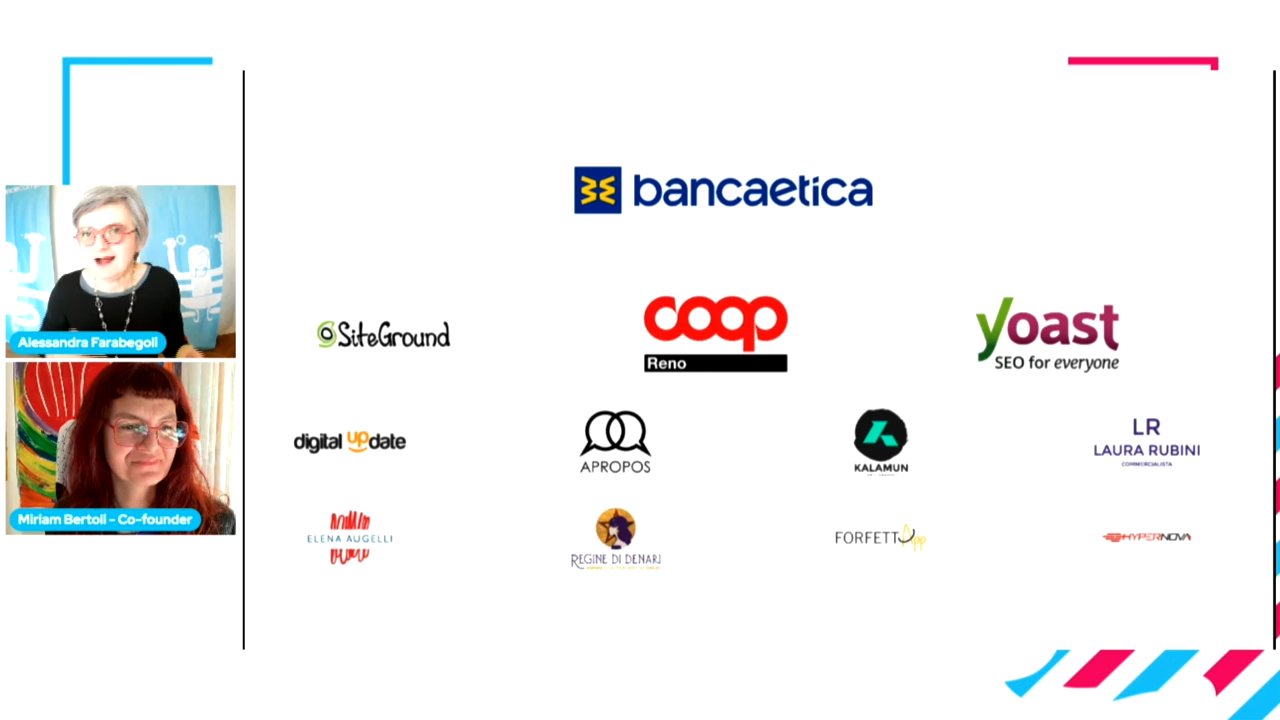 Alessandra Farabegoli
Miriam Bertoli - Co-founder
bancaetica
SiteGround
coop
Reno
yoast
SEO for everyone
digital update
APROPOS
KALAMUN
LR
LAURA RUBINI
COMMERCIALISTA
ELENA AUGELLI
REGINE DI DENARI
FORFETTApp
HYPERNOVA